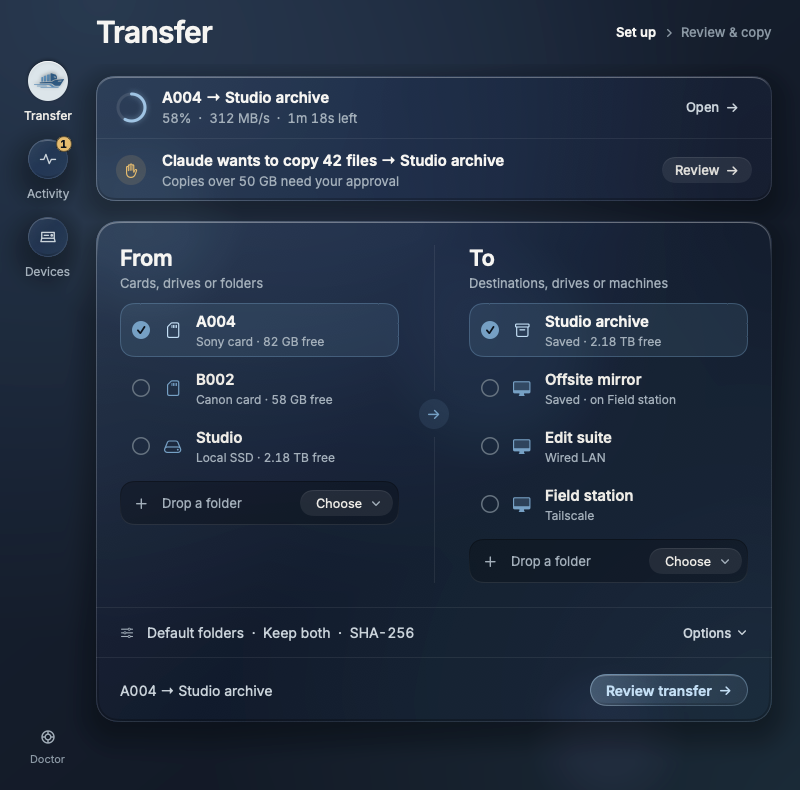 Transfer
Set up > Review & copy
Transfer
1
Activity
Devices
A004 → Studio archive
58% · 312 MB/s · 1m 18s left
Open →
Claude wants to copy 42 files → Studio archive
Copies over 50 GB need your approval
Review →
From
Cards, drives or folders
A004
Sony card · 82 GB free
B002
Canon card · 58 GB free
Studio
Local SSD · 2.18 TB free
+ Drop a folder
Choose
To
Destinations, drives or machines
Studio archive
Saved · 2.18 TB free
Offsite mirror
Saved · on Field station
Edit suite
Wired LAN
Field station
Tailscale
+ Drop a folder
Choose
Default folders · Keep both · SHA-256
Options
A004 → Studio archive
Review transfer →
Doctor